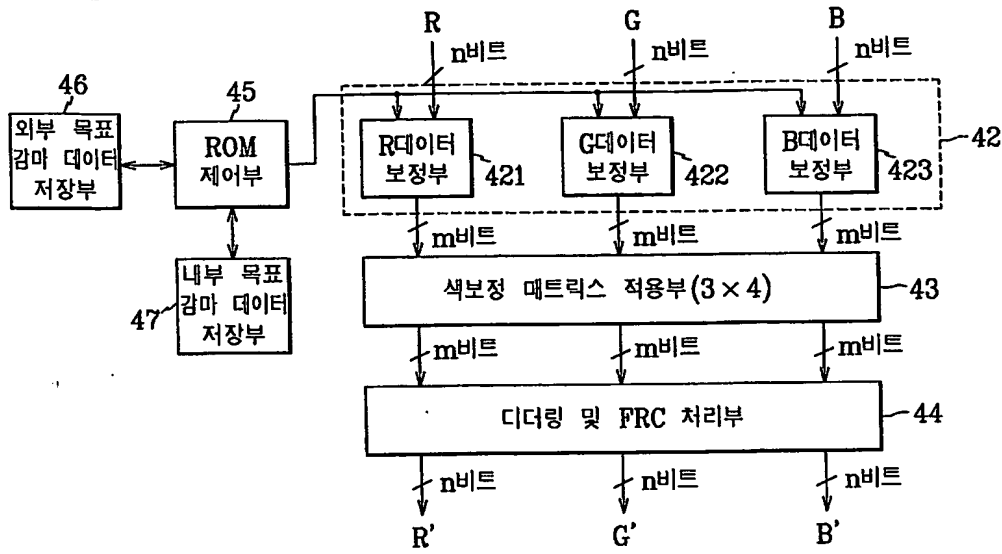 R
G
B
n비트
n비트
n비트
46
45
외부 목표
감마 데이터
저장부
ROM
제어부
R데이터
보정부
421
G데이터
보정부
422
B데이터
보정부
423
42
m비트
m비트
m비트
내부 목표
감마 데이터
저장부
47
색보정 매트릭스 적용부(3×4)
43
m비트
m비트
m비트
디더링 및 FRC 처리부
44
n비트
n비트
n비트
R'
G'
B'